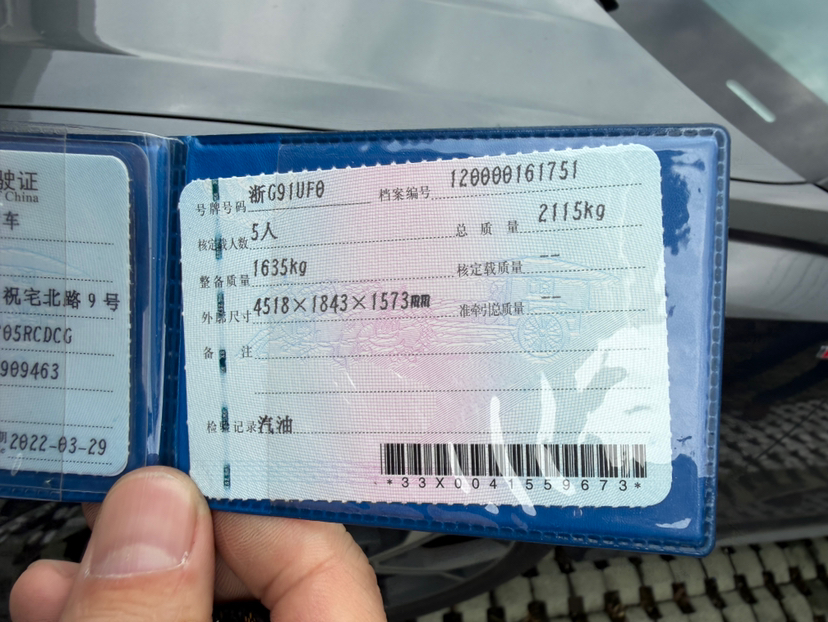 驶证
China
车
祝宅北路9号
05RCDCG
909463
2022-03-29
号牌号码 浙G91UF0 档案编号 120000161751
核定载人数 5人 总质量 2115kg
整备质量 1635kg 核定载质量 --
外廓尺寸 4518×1843×1573mm 准牵引总质量 --
备注
检验记录 汽油
*33X0041559673*